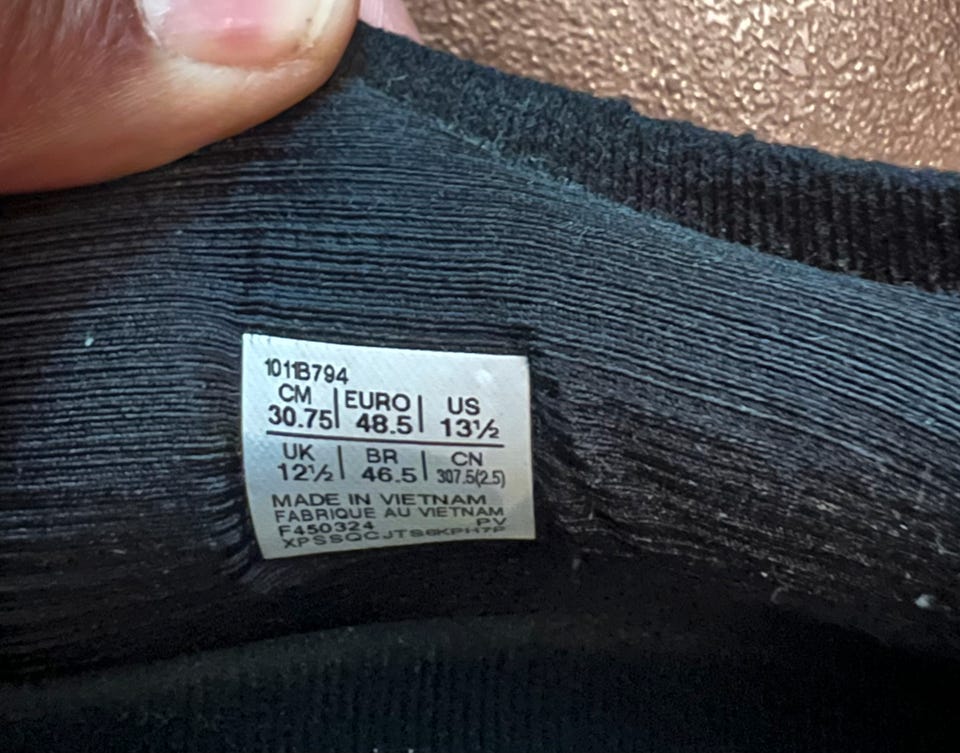 1011B794
CM | EURO | US
30.75 48.5 13½
UK | BR | CN
12½ 46.5 307.5(2.5)
MADE IN VIETNAM
FABRIQUE AU VIETNAM
F450324 PV